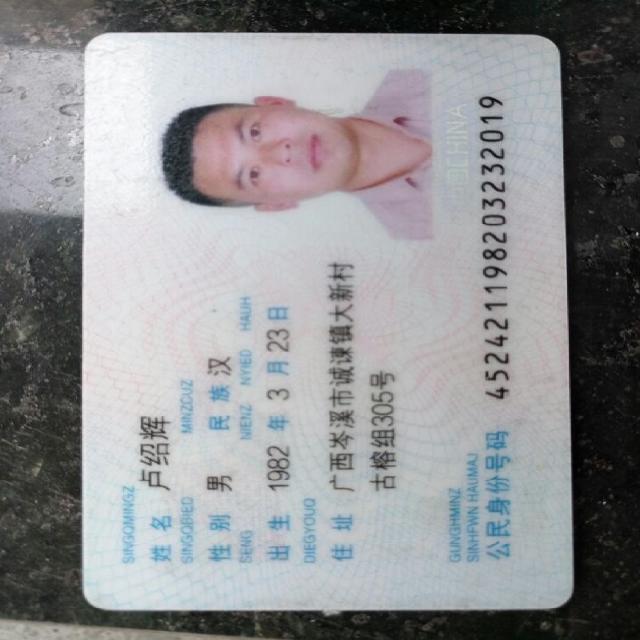 SINGQMINGZ
姓名 卢绍辉
SINGQBIED MINZCUZ
性别 男 民族 汉
SENG NIENZ NYIED HAUH
出生 1982 年 3 月 23 日
DIEGYOUQ
住址 广西岑溪市诚谏镇大新村
古榕组305号
CHINA
GUNGHMINZ
SINHFWN HAUMAJ
公民身份号码 452421198203232019